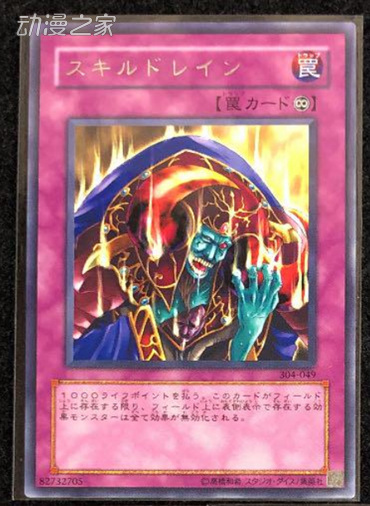 动漫之家
スキルドレイン
トラップ
罠
【罠カード∞】
304-049
1000ライフポイントを払う。このカードがフィールド
上に存在する限り、フィールド上に表側表示で存在する効
果モンスターは全て効果が無効化される。
82732705
©高橋和希 スタジオ・ダイス/集英社